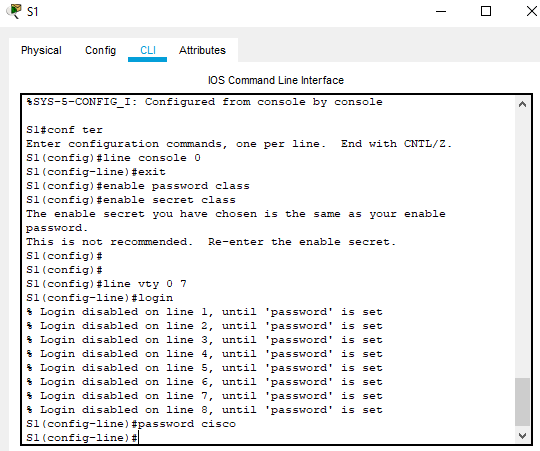 S1
Physical Config CLI Attributes
IOS Command Line Interface
%SYS-5-CONFIG_I: Configured from console by console
S1#conf ter
Enter configuration commands, one per line.  End with CNTL/Z.
S1(config)#line console 0
S1(config-line)#exit
S1(config)#enable password class
S1(config)#enable secret class
The enable secret you have chosen is the same as your enable
password.
This is not recommended.  Re-enter the enable secret.
S1(config)#
S1(config)#
S1(config)#line vty 0 7
S1(config-line)#login
% Login disabled on line 1, until 'password' is set
% Login disabled on line 2, until 'password' is set
% Login disabled on line 3, until 'password' is set
% Login disabled on line 4, until 'password' is set
% Login disabled on line 5, until 'password' is set
% Login disabled on line 6, until 'password' is set
% Login disabled on line 7, until 'password' is set
% Login disabled on line 8, until 'password' is set
S1(config-line)#password cisco
S1(config-line)#